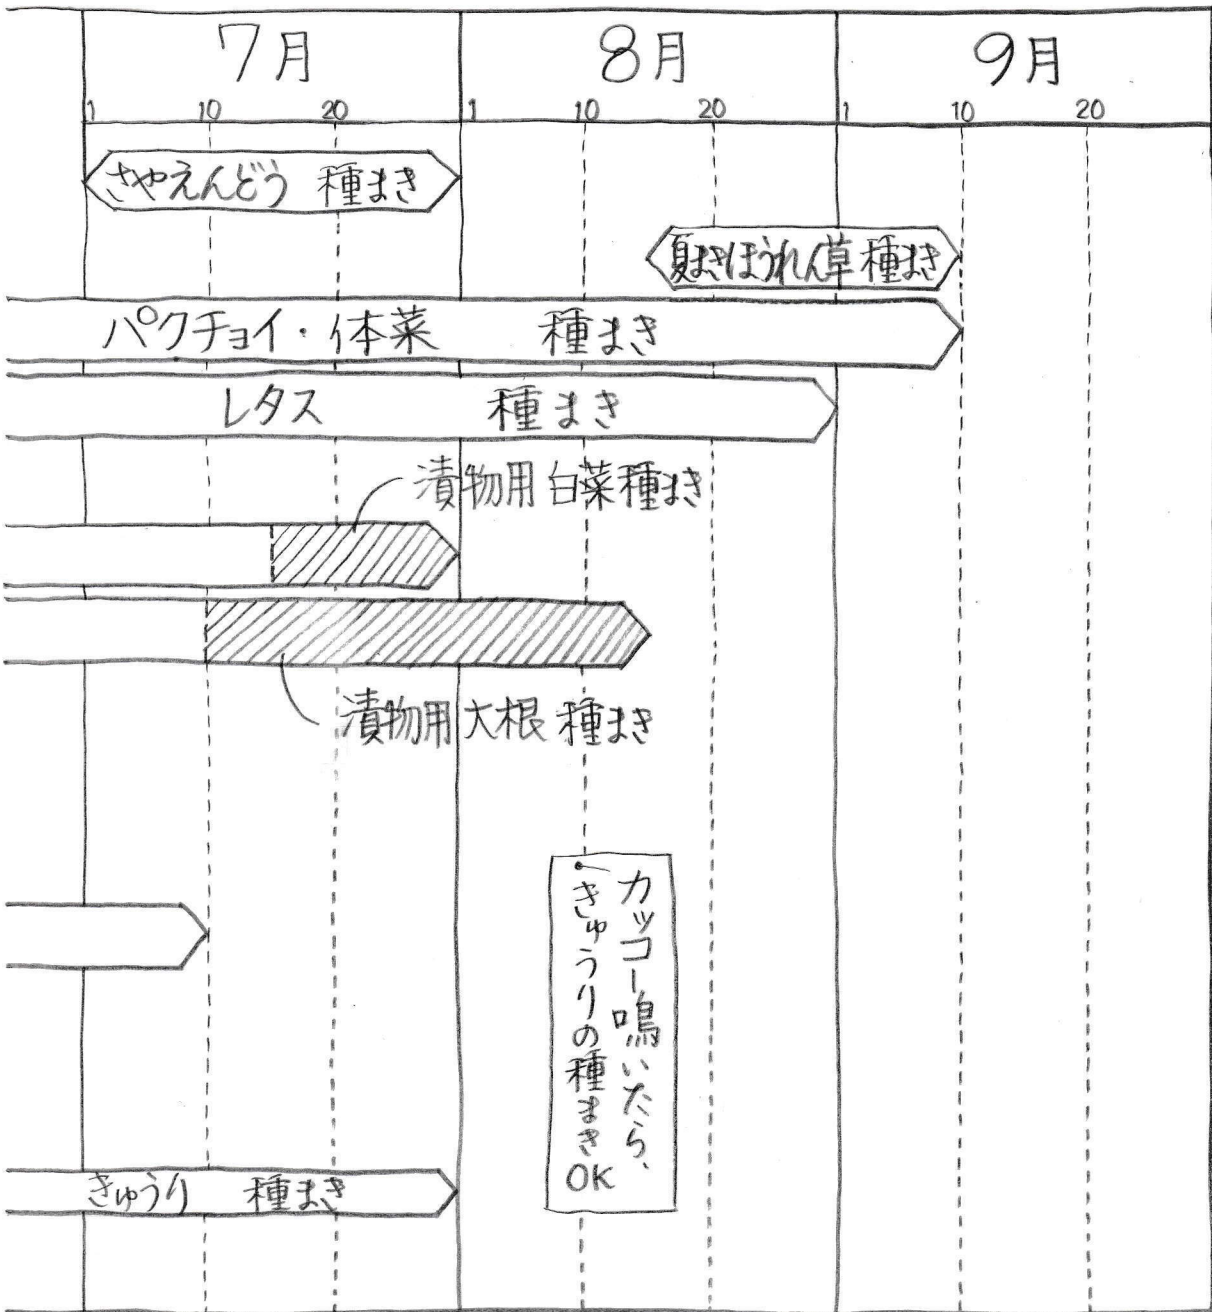 7月 8月 9月
1 10 20 1 10 20 1 10 20
さやえんどう 種まき
夏まきほうれん草 種まき
パクチョイ・体菜 種まき
レタス 種まき
漬物用 白菜 種まき
漬物用 大根 種まき
カッコー鳴いたら、
きゅうりの種まき OK
きゅうり 種まき